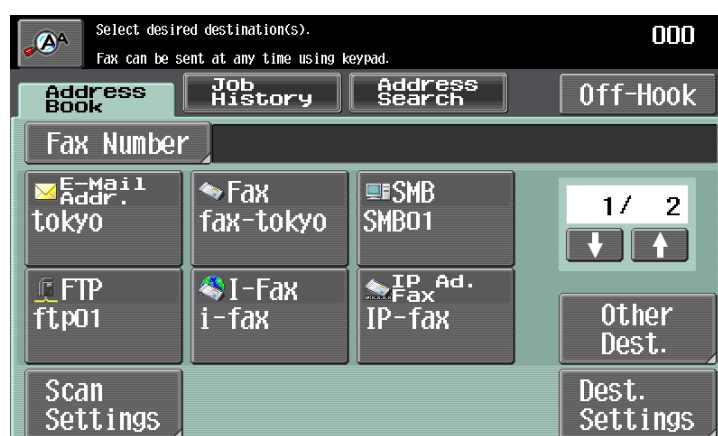 Select desired destination(s).
Fax can be sent at any time using keypad.
000
Address
Book
Job
History
Address
Search
Off-Hook
Fax Number
E-Mail
Addr.
tokyo
Fax
fax-tokyo
SMB
SMB01
1/ 2
FTP
ftp01
I-Fax
i-fax
IP Ad.
Fax
IP-fax
Other
Dest.
Scan
Settings
Dest.
Settings